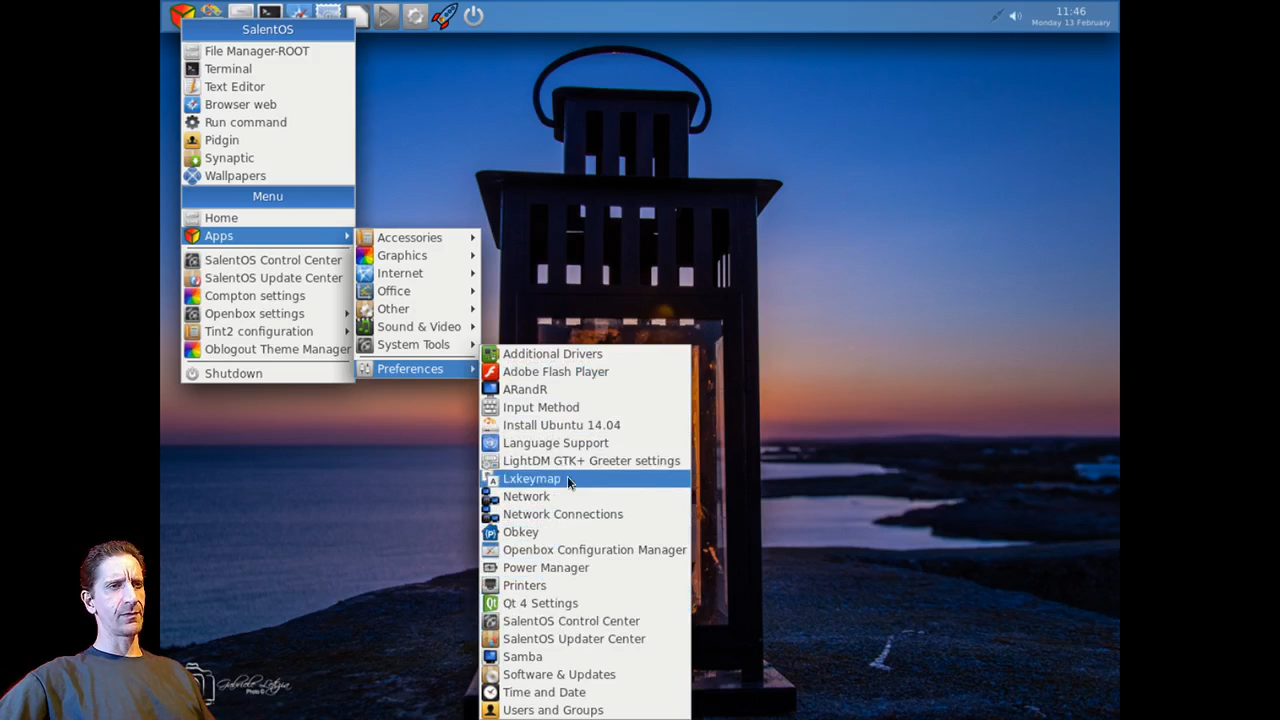 11:46
Monday 13 February
SalentOS
File Manager-ROOT
Terminal
Text Editor
Browser web
Run command
Pidgin
Synaptic
Wallpapers
Menu
Home
Apps
SalentOS Control Center
SalentOS Update Center
Compton settings
Openbox settings
Tint2 configuration
Oblogout Theme Manager
Shutdown
Accessories
Graphics
Internet
Office
Other
Sound & Video
System Tools
Preferences
Additional Drivers
Adobe Flash Player
ARandR
Input Method
Install Ubuntu 14.04
Language Support
LightDM GTK+ Greeter settings
Lxkeymap
Network
Network Connections
Obkey
Openbox Configuration Manager
Power Manager
Printers
Qt 4 Settings
SalentOS Control Center
SalentOS Updater Center
Samba
Software & Updates
Time and Date
Users and Groups
Gabriele Letizia
Photo ©